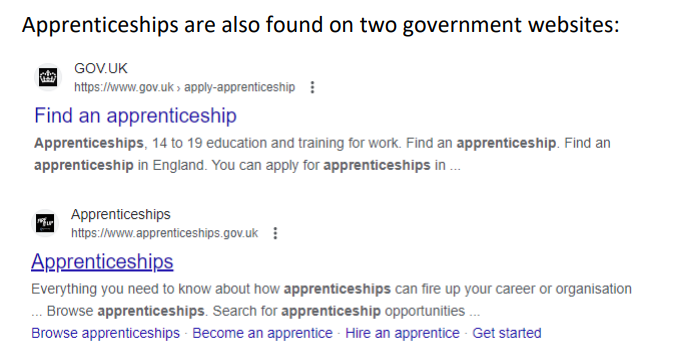 Apprenticeships are also found on two government websites:
GOV.UK
https://www.gov.uk › apply-apprenticeship
Find an apprenticeship
Apprenticeships, 14 to 19 education and training for work. Find an apprenticeship. Find an
apprenticeship in England. You can apply for apprenticeships in ...
Apprenticeships
https://www.apprenticeships.gov.uk
Apprenticeships
Everything you need to know about how apprenticeships can fire up your career or organisation
... Browse apprenticeships. Search for apprenticeship opportunities ...
Browse apprenticeships · Become an apprentice · Hire an apprentice · Get started